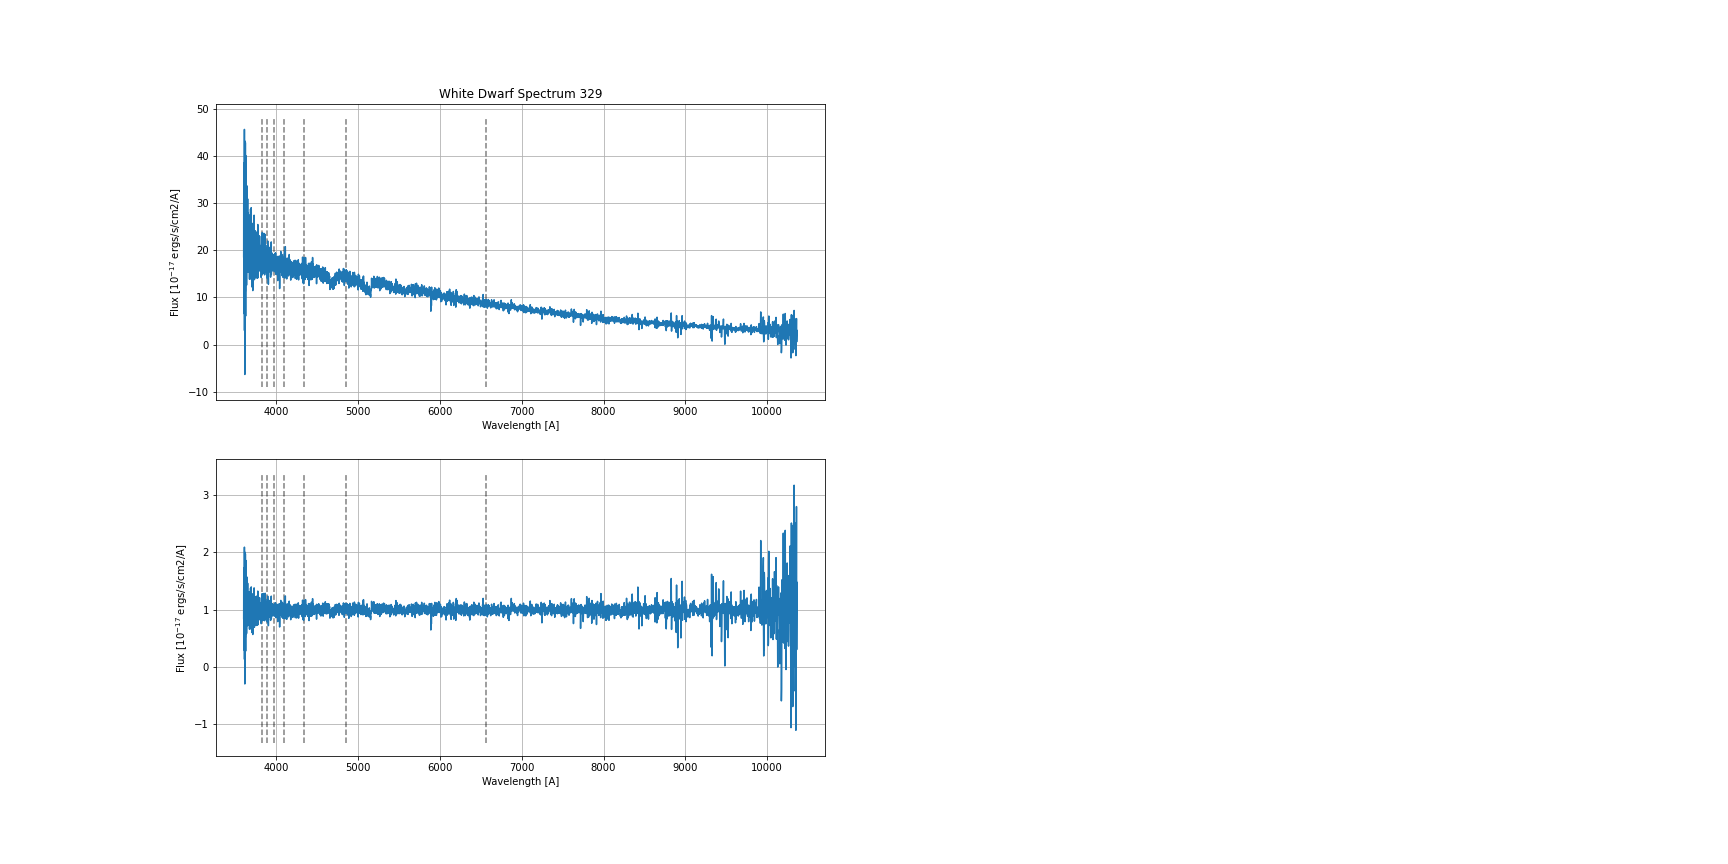 White Dwarf Spectrum 329
50
40
30
20
10
0
−10
Flux [10⁻¹⁷ ergs/s/cm2/A]
4000 5000 6000 7000 8000 9000 10000
Wavelength [A]
3
2
1
0
−1
Flux [10⁻¹⁷ ergs/s/cm2/A]
4000 5000 6000 7000 8000 9000 10000
Wavelength [A]